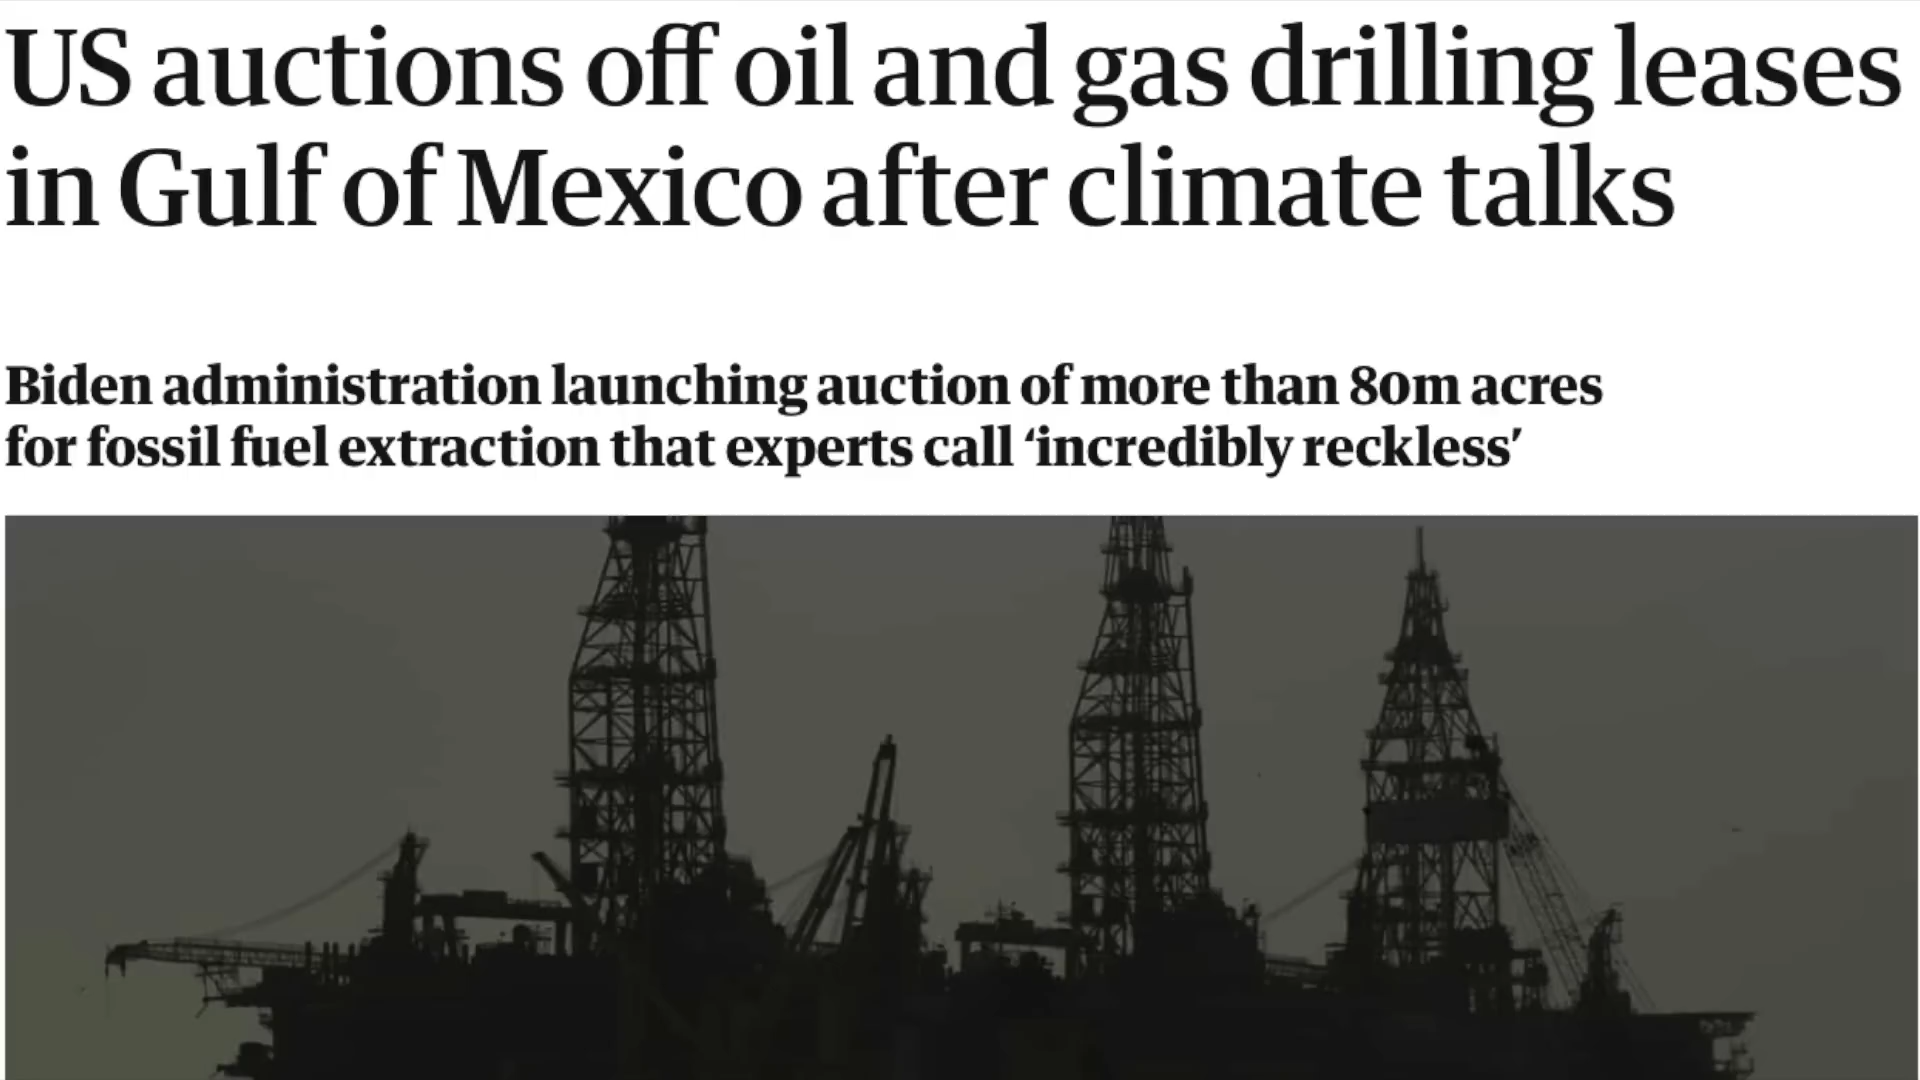 US auctions off oil and gas drilling leases
in Gulf of Mexico after climate talks
Biden administration launching auction of more than 80m acres
for fossil fuel extraction that experts call ‘incredibly reckless’